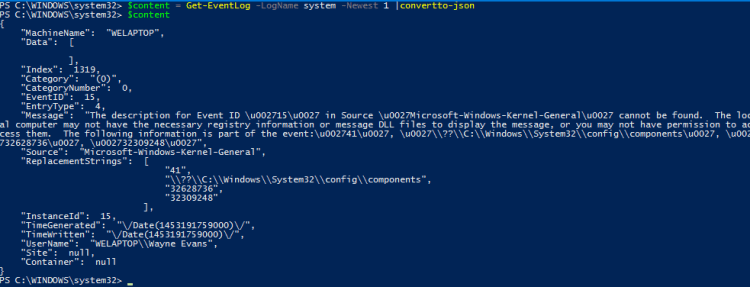 PS C:\WINDOWS\system32> $content = Get-EventLog -LogName system -Newest 1 |convertto-json
PS C:\WINDOWS\system32> $content
{
    "MachineName":  "WELAPTOP",
    "Data":  [

             ],
    "Index":  1319,
    "Category":  "(0)",
    "CategoryNumber":  0,
    "EventID":  15,
    "EntryType":  4,
    "Message":  "The description for Event ID \u002715\u0027 in Source \u0027Microsoft-Windows-Kernel-General\u0027 cannot be found.  The loc
al computer may not have the necessary registry information or message DLL files to display the message, or you may not have permission to ac
cess them.  The following information is part of the event:\u002741\u0027, \u0027\\??\\C:\\Windows\\System32\\config\\components\u0027, \u002
732628736\u0027, \u002732309248\u0027",
    "Source":  "Microsoft-Windows-Kernel-General",
    "ReplacementStrings":  [
                               "41",
                               "\\??\\C:\\Windows\\System32\\config\\components",
                               "32628736",
                               "32309248"
                           ],
    "InstanceId":  15,
    "TimeGenerated":  "\/Date(1453191759000)\/",
    "TimeWritten":  "\/Date(1453191759000)\/",
    "UserName":  "WELAPTOP\\Wayne Evans",
    "Site":  null,
    "Container":  null
}
PS C:\WINDOWS\system32> _